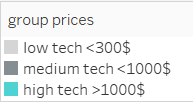 group prices
low tech <300$
medium tech <1000$
high tech >1000$